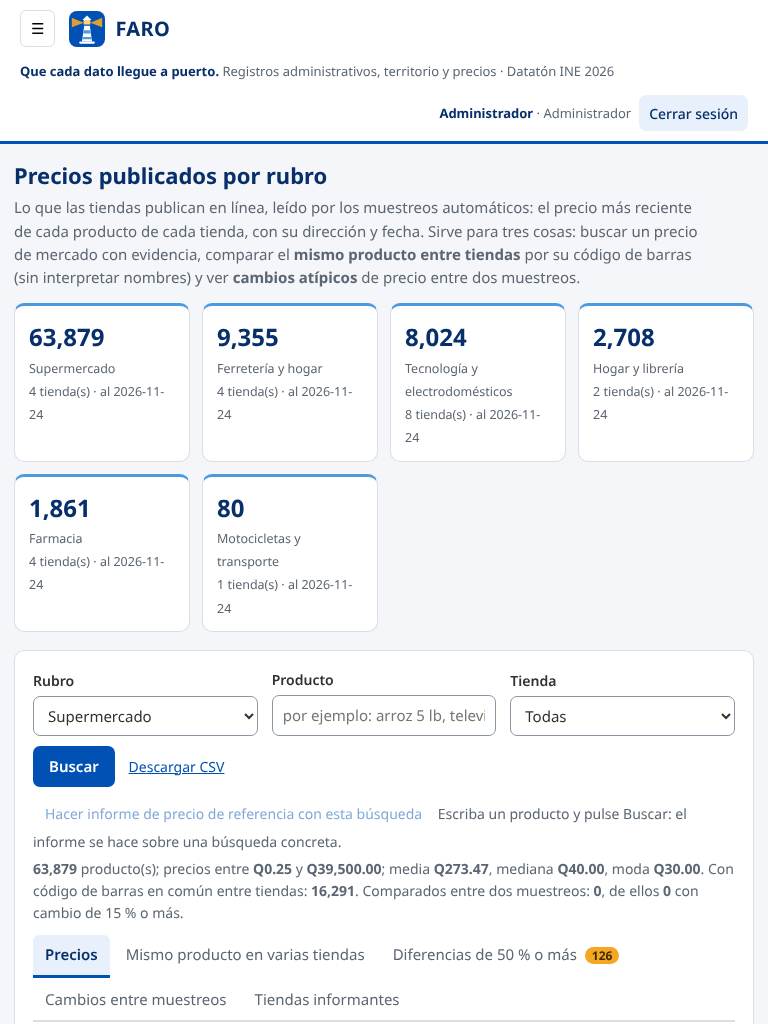 ☰ FARO
Que cada dato llegue a puerto. Registros administrativos, territorio y precios · Datatón INE 2026
Administrador · Administrador Cerrar sesión
Precios publicados por rubro
Lo que las tiendas publican en línea, leído por los muestreos automáticos: el precio más reciente
de cada producto de cada tienda, con su dirección y fecha. Sirve para tres cosas: buscar un precio
de mercado con evidencia, comparar el mismo producto entre tiendas por su código de barras
(sin interpretar nombres) y ver cambios atípicos de precio entre dos muestreos.
63,879
Supermercado
4 tienda(s) · al 2026-11-
24
9,355
Ferretería y hogar
4 tienda(s) · al 2026-11-
24
8,024
Tecnología y
electrodomésticos
8 tienda(s) · al 2026-11-
24
2,708
Hogar y librería
2 tienda(s) · al 2026-11-
24
1,861
Farmacia
4 tienda(s) · al 2026-11-
24
80
Motocicletas y
transporte
1 tienda(s) · al 2026-11-
24
Rubro
Supermercado
Producto
por ejemplo: arroz 5 lb, televi
Tienda
Todas
Buscar Descargar CSV
Hacer informe de precio de referencia con esta búsqueda Escriba un producto y pulse Buscar: el
informe se hace sobre una búsqueda concreta.
63,879 producto(s); precios entre Q0.25 y Q39,500.00; media Q273.47, mediana Q40.00, moda Q30.00. Con
código de barras en común entre tiendas: 16,291. Comparados entre dos muestreos: 0, de ellos 0 con
cambio de 15 % o más.
Precios Mismo producto en varias tiendas Diferencias de 50 % o más 126
Cambios entre muestreos Tiendas informantes